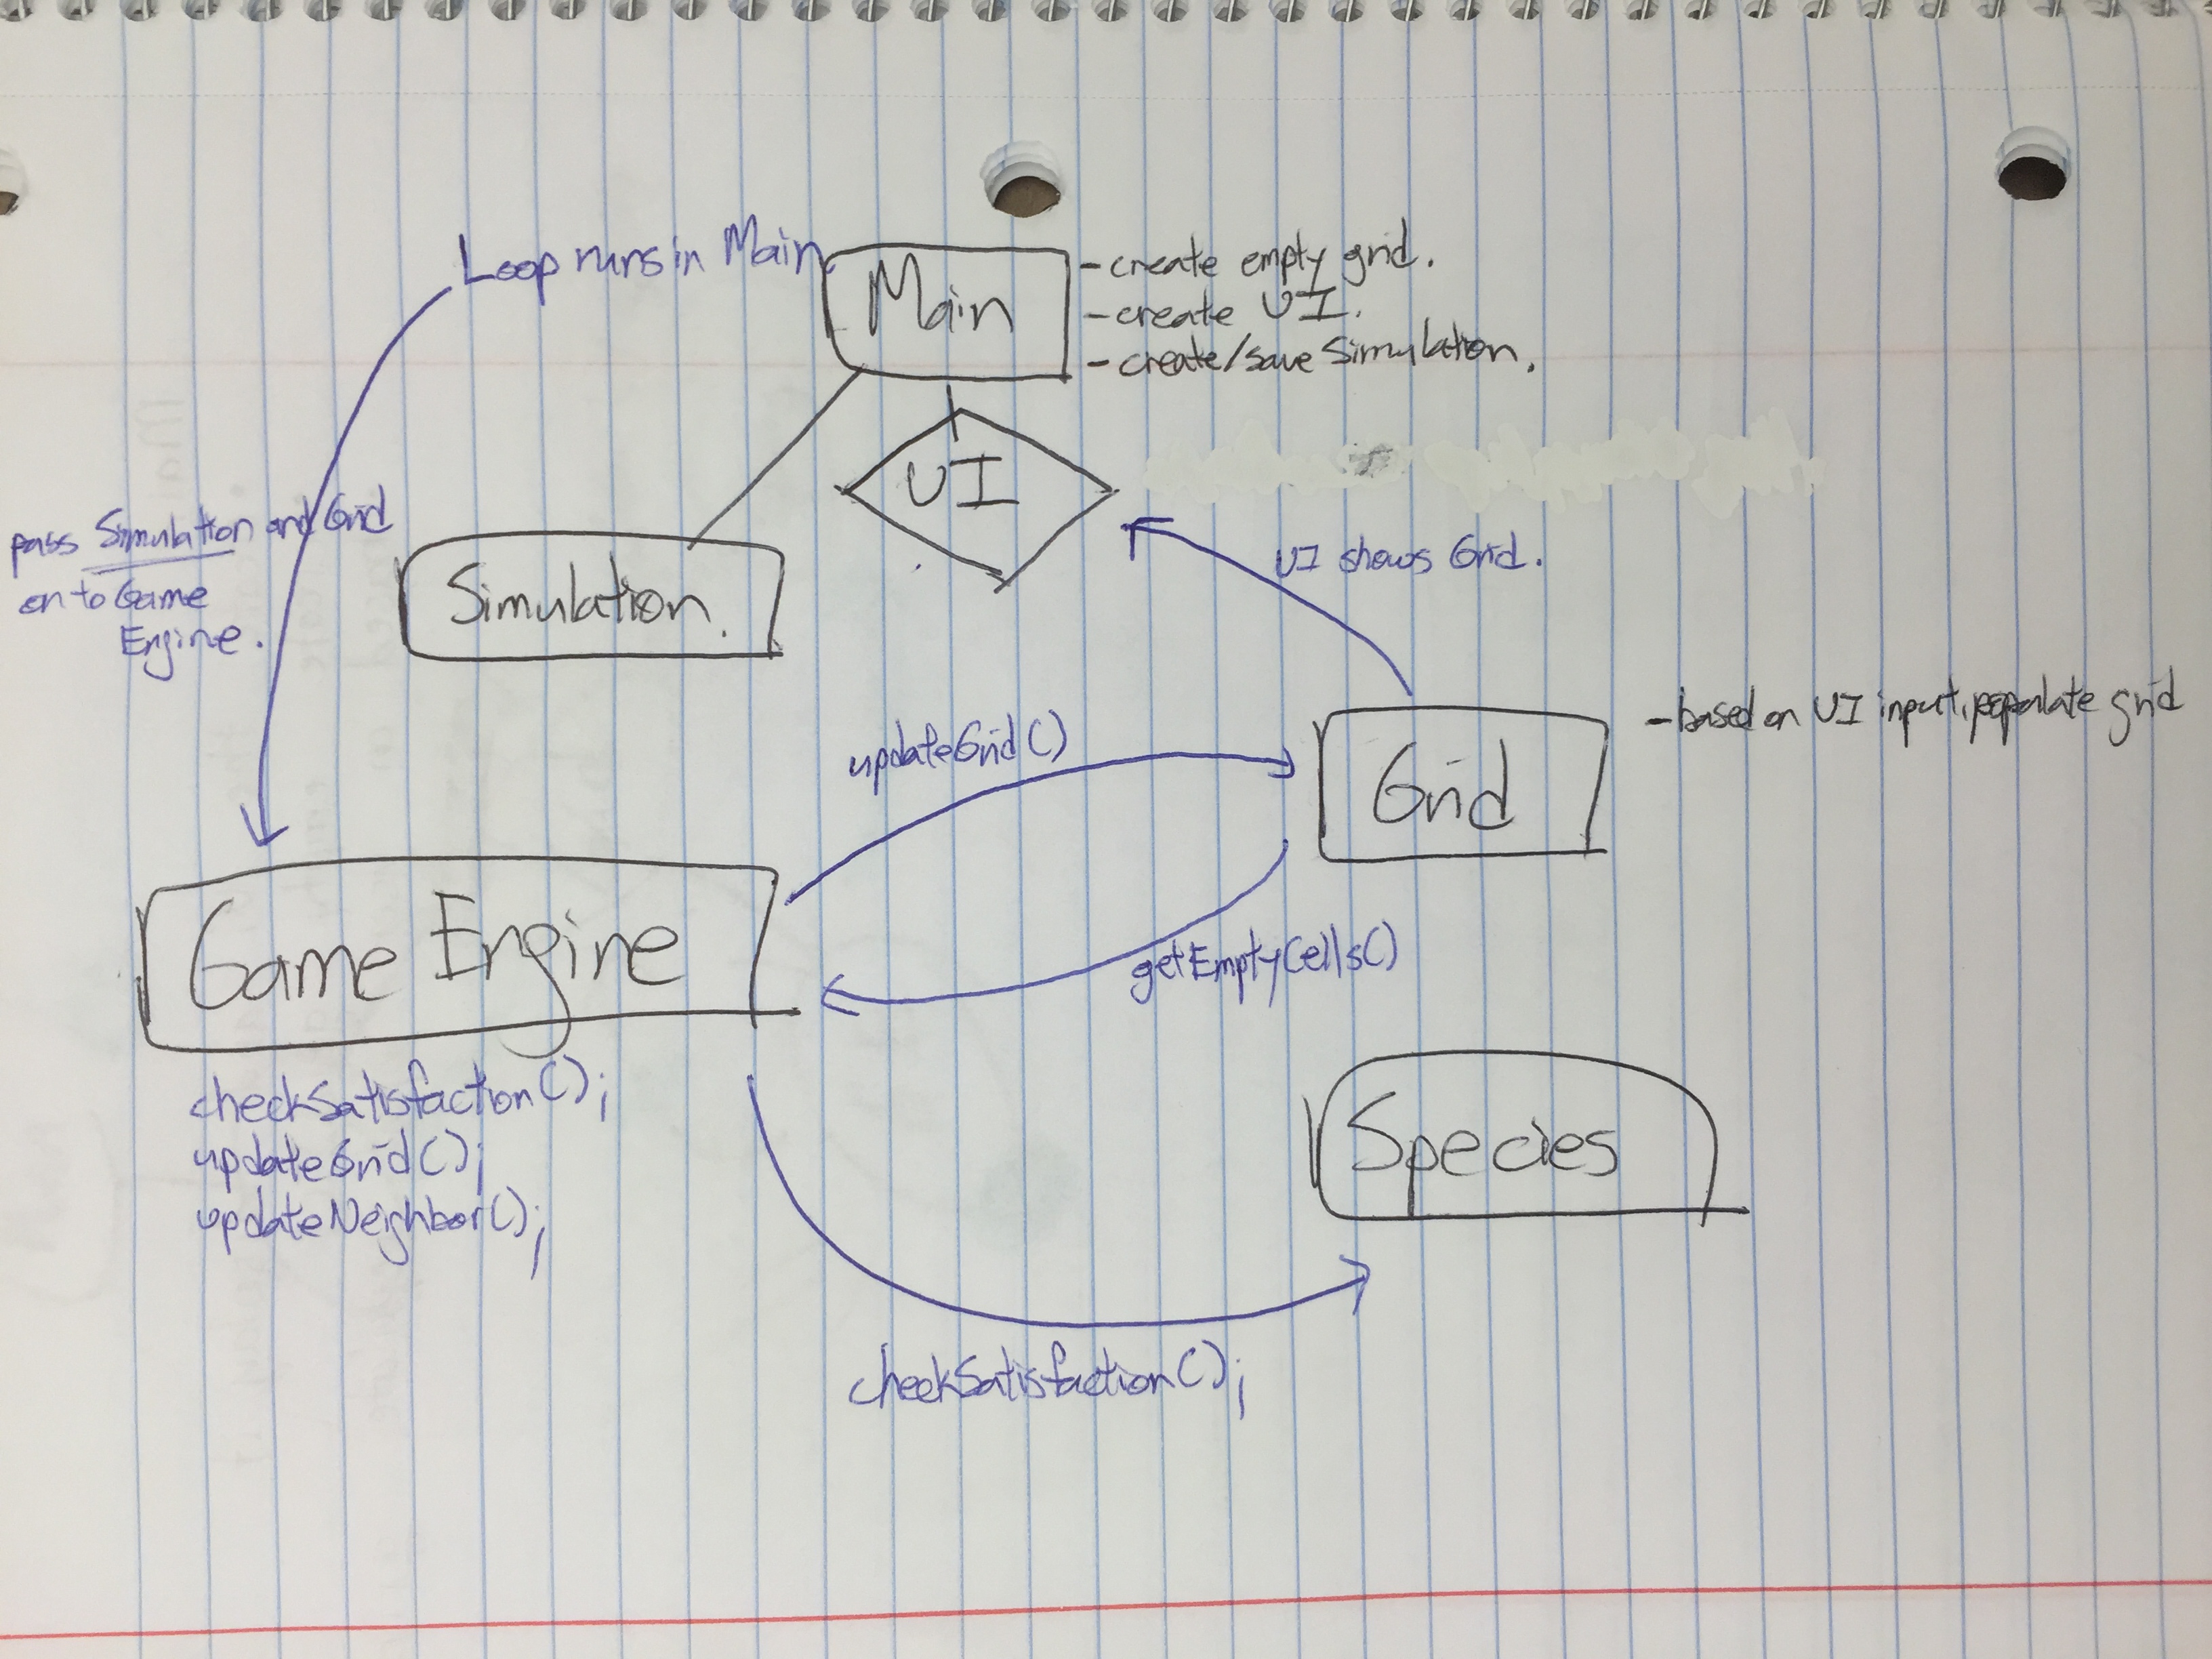 Loop runs in Main
Main
-create empty grid.
-create UI.
-create/save Simulation.
pass Simulation and Grid
on to Game
Engine.
Simulation.
UI
UI shows Grid.
-based on UI input, populate grid
updateGrid()
Grid
Game Engine
getEmptyCells()
checkSatisfaction();
updateGrid();
updateNeighbor();
Species
checkSatisfaction();